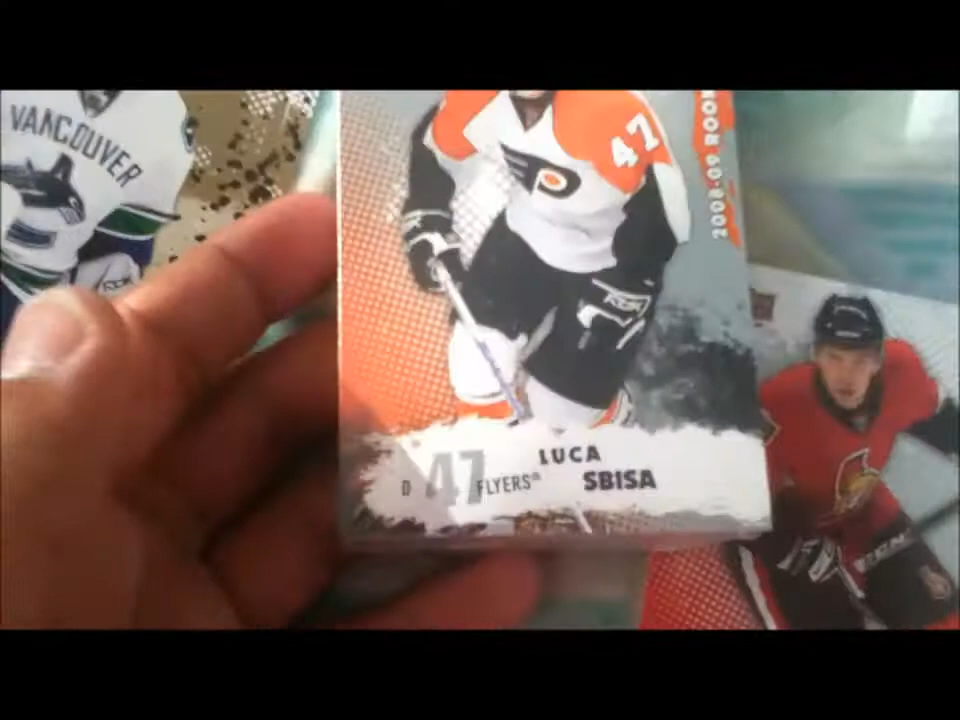 VANCOUVER
47
2008-09 ROOK
LUCA
D 47 FLYERS® SBISA